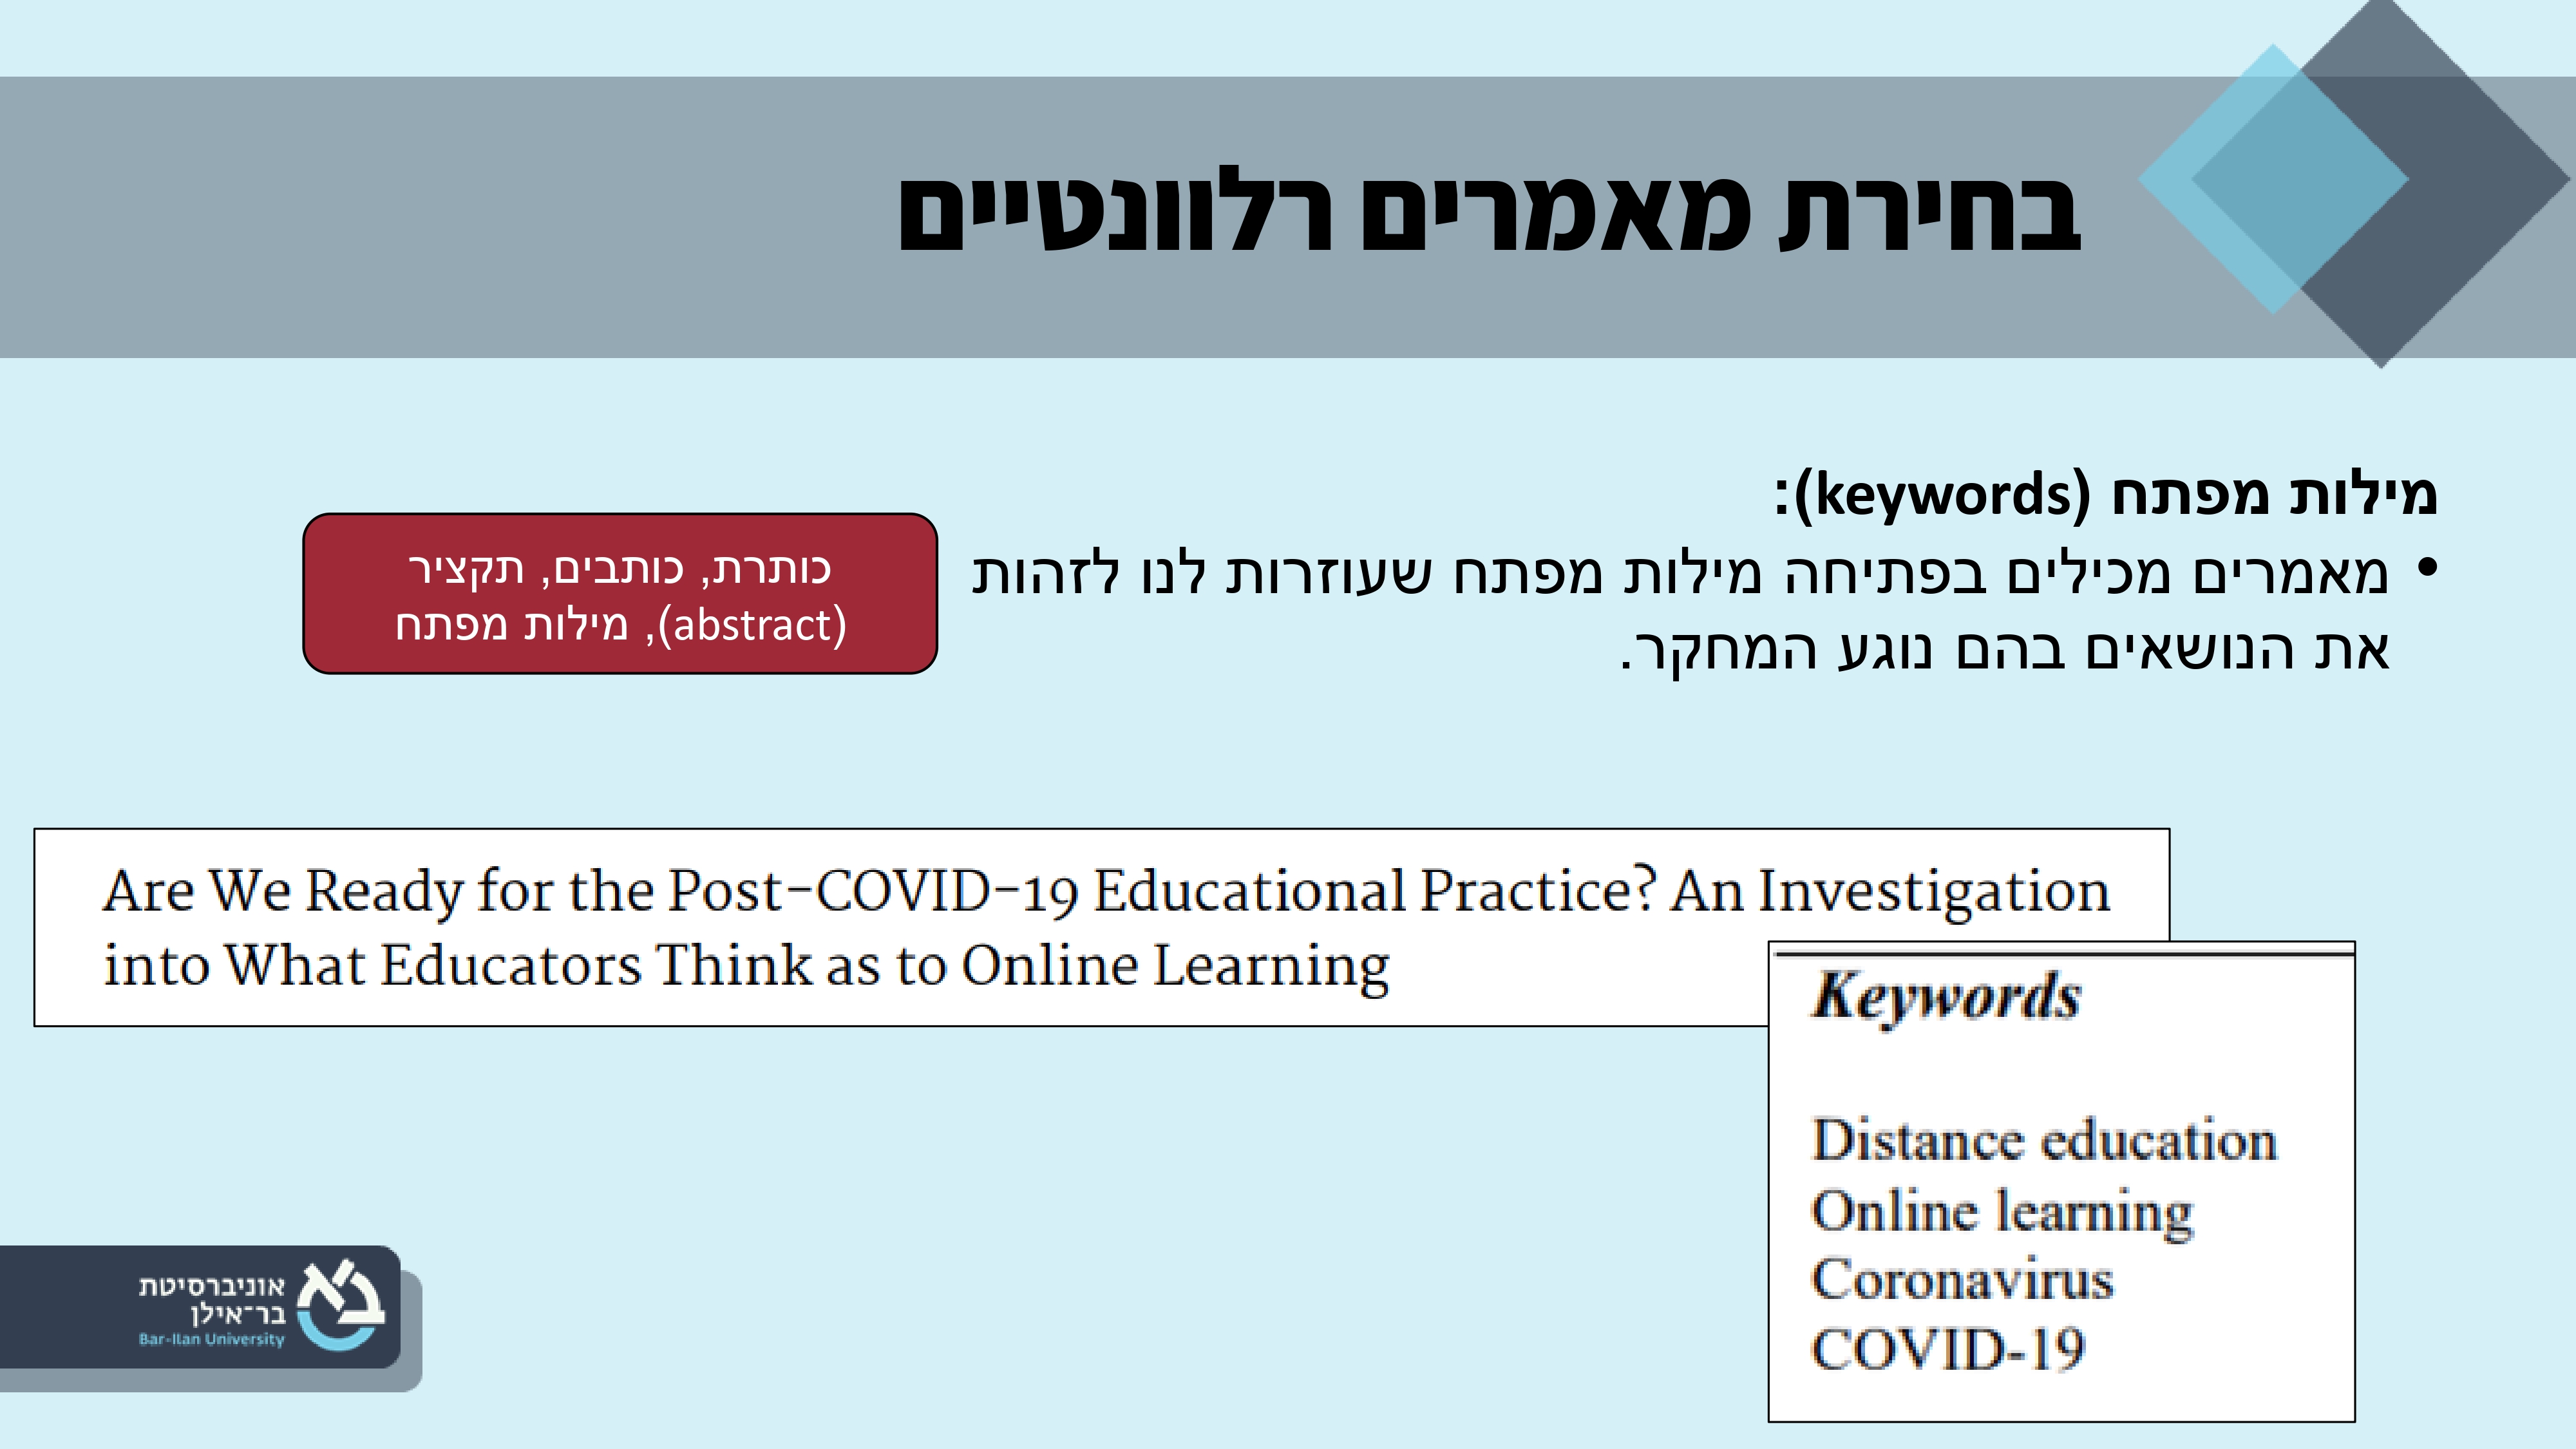 בחירת מאמרים רלוונטיים
מילות מפתח (keywords):
• מאמרים מכילים בפתיחה מילות מפתח שעוזרות לנו לזהות
את הנושאים בהם נוגע המחקר.
כותרת, כותבים, תקציר
(abstract), מילות מפתח
Are We Ready for the Post-COVID-19 Educational Practice? An Investigation
into What Educators Think as to Online Learning
Keywords
Distance education
Online learning
Coronavirus
COVID-19
אוניברסיטת
בר־אילן
Bar-Ilan University